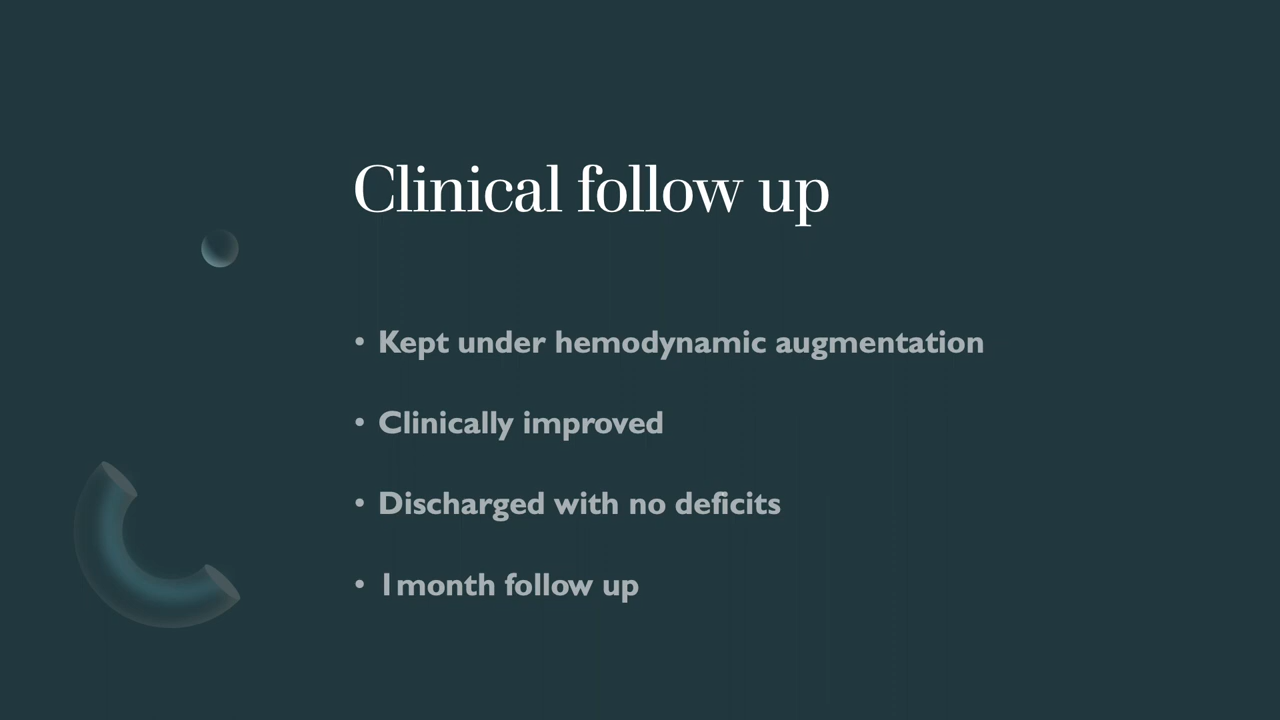 Clinical follow up
• Kept under hemodynamic augmentation
• Clinically improved
• Discharged with no deficits
• 1month follow up